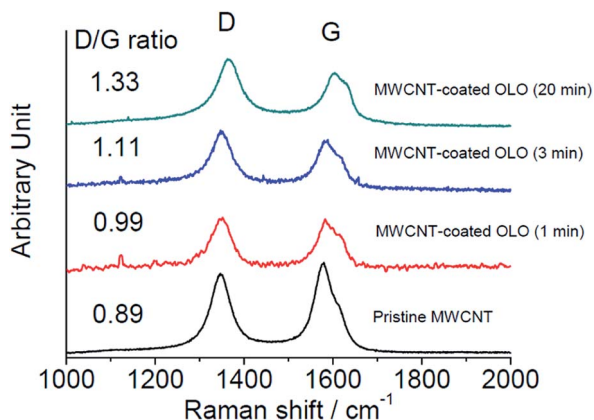 D
G
D/G ratio
1.33
MWCNT-coated OLO (20 min)
1.11
MWCNT-coated OLO (3 min)
0.99
MWCNT-coated OLO (1 min)
0.89
Pristine MWCNT
Arbitrary Unit
1000 1200 1400 1600 1800 2000
Raman shift / cm⁻¹